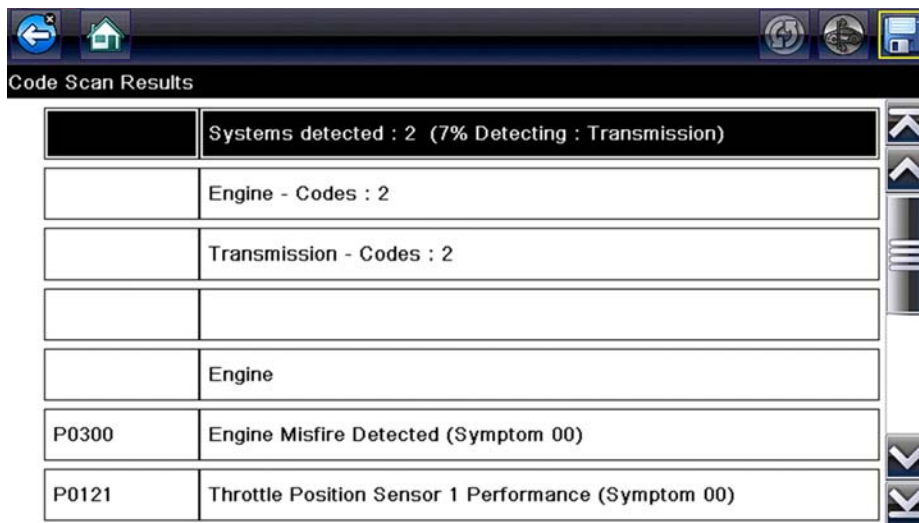 Code Scan Results
Systems detected : 2 (7% Detecting : Transmission)
Engine - Codes : 2
Transmission - Codes : 2
Engine
P0300 Engine Misfire Detected (Symptom 00)
P0121 Throttle Position Sensor 1 Performance (Symptom 00)